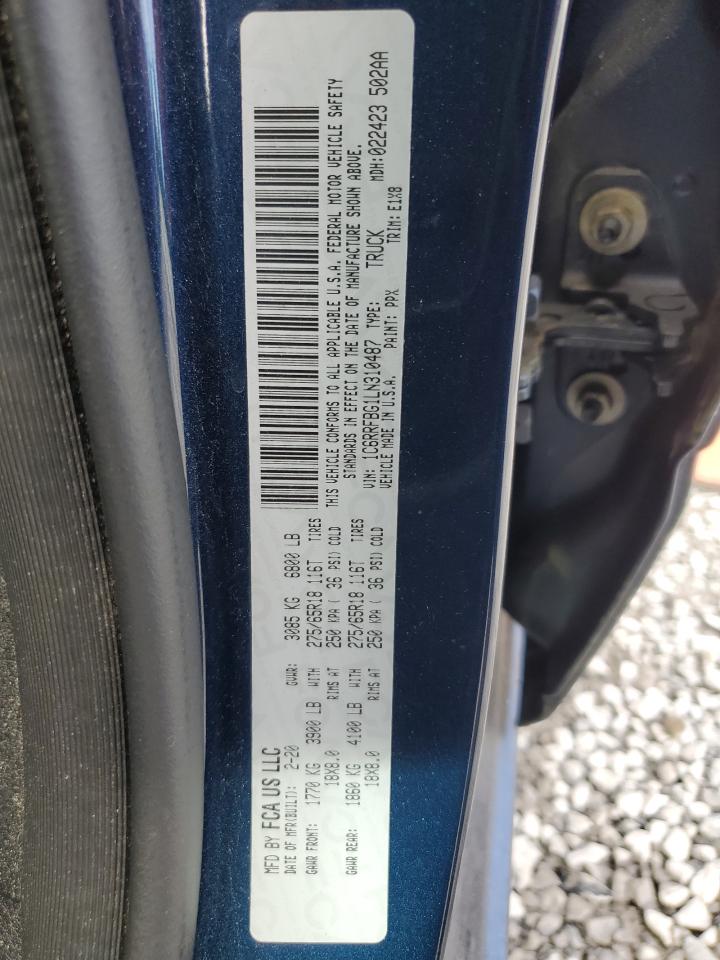 MFD BY FCA US LLC
DATE OF MFR(BUILT): 2-20 GVWR: 3085 KG 6800 LB
GAWR FRONT: 1770 KG 3900 LB WITH 275/65R18 116T TIRES
18X8.0 RIMS AT 250 KPA ( 36 PSI) COLD
GAWR REAR: 1860 KG 4100 LB WITH 275/65R18 116T TIRES
18X8.0 RIMS AT 250 KPA ( 36 PSI) COLD
THIS VEHICLE CONFORMS TO ALL APPLICABLE U.S.A. FEDERAL MOTOR VEHICLE SAFETY
STANDARDS IN EFFECT ON THE DATE OF MANUFACTURE SHOWN ABOVE.
VIN: 1C6RRFBG1LN310487 TYPE: TRUCK MDH:022423 502AA
VEHICLE MADE IN U.S.A. PAINT: PPX TRIM: E1X8